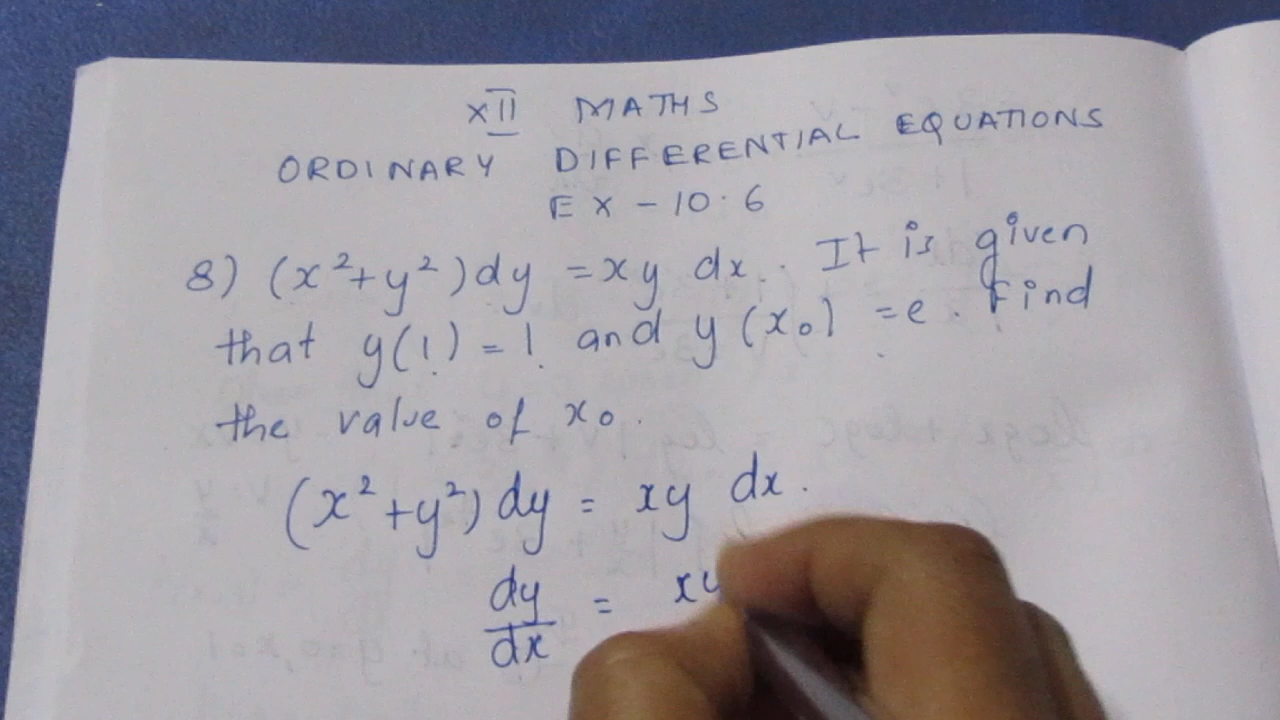 XII MATHS
ORDINARY DIFFERENTIAL EQUATIONS
EX - 10.6
8) (x²+y²)dy = xy dx. It is given
that y(1) = 1 and y(x₀) = e. Find
the value of x₀.
(x²+y²) dy = xy dx.
dy/dx = xy